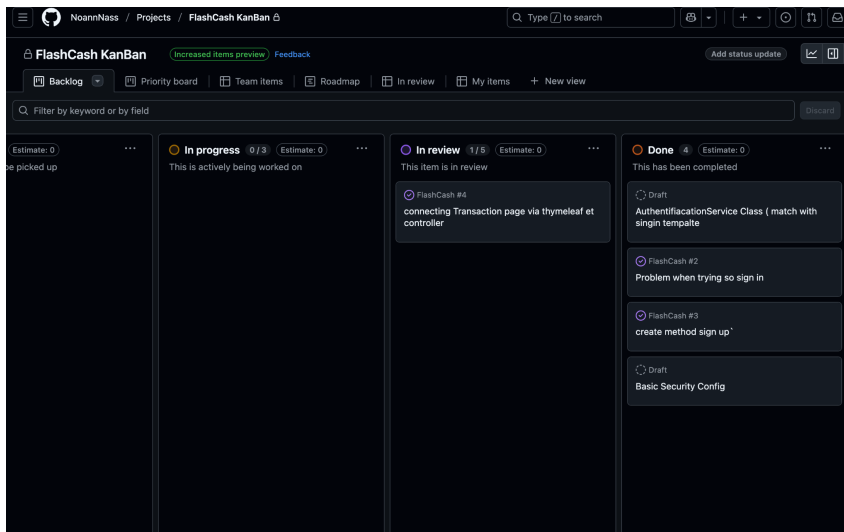 NoannNass / Projects / FlashCash KanBan
Type / to search
FlashCash KanBan
Increased items preview
Feedback
Add status update
Backlog
Priority board
Team items
Roadmap
In review
My items
+ New view
Filter by keyword or by field
Discard
Estimate: 0
be picked up
In progress 0 / 3 Estimate: 0
This is actively being worked on
In review 1 / 5 Estimate: 0
This item is in review
FlashCash #4
connecting Transaction page via thymeleaf et
controller
Done 4 Estimate: 0
This has been completed
Draft
AuthentifiacationService Class ( match with
singin tempalte
FlashCash #2
Problem when trying so sign in
FlashCash #3
create method sign up`
Draft
Basic Security Config